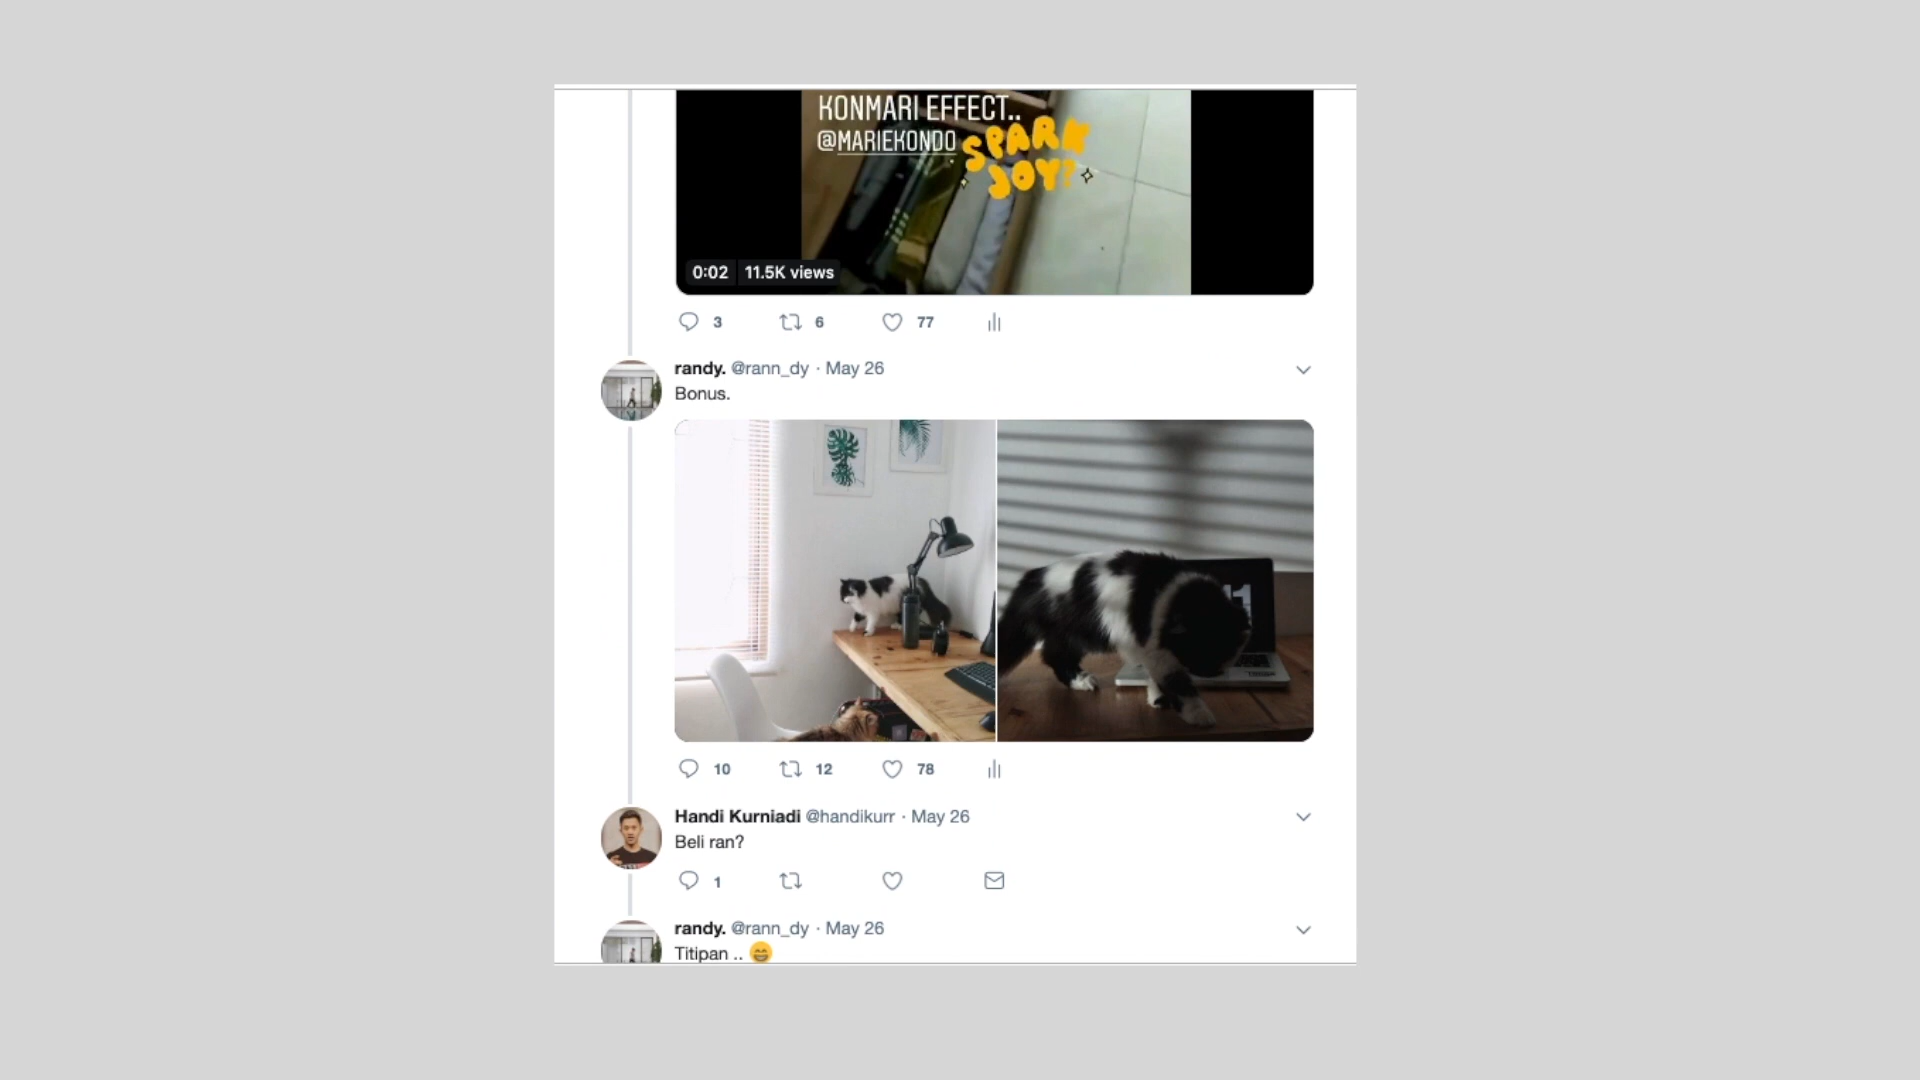 KONMARI EFFECT..
@MARIEKONDO
SPARK
JOY?
0:02 11.5K views
3 6 77
randy. @rann_dy · May 26
Bonus.
10 12 78
Handi Kurniadi @handikurr · May 26
Beli ran?
1
randy. @rann_dy · May 26
Titipan .. 😄